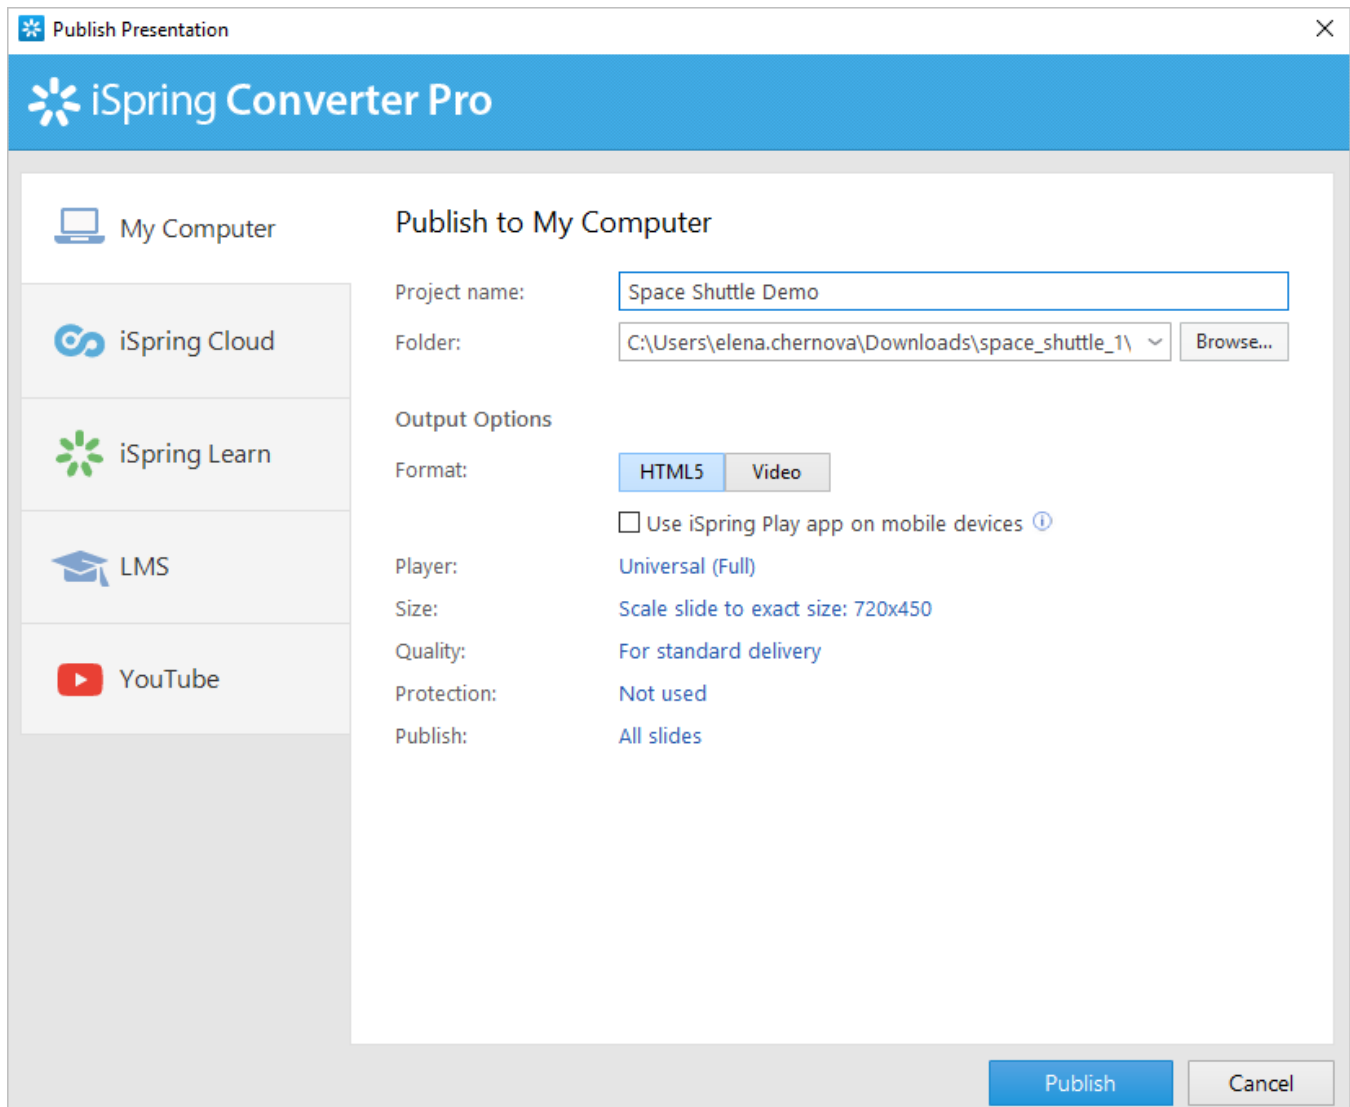 Publish Presentation
iSpring Converter Pro
My Computer
iSpring Cloud
iSpring Learn
LMS
YouTube
Publish to My Computer
Project name: Space Shuttle Demo
Folder: C:\Users\elena.chernova\Downloads\space_shuttle_1\ Browse...
Output Options
Format: HTML5 Video
Use iSpring Play app on mobile devices
Player: Universal (Full)
Size: Scale slide to exact size: 720x450
Quality: For standard delivery
Protection: Not used
Publish: All slides
Publish Cancel